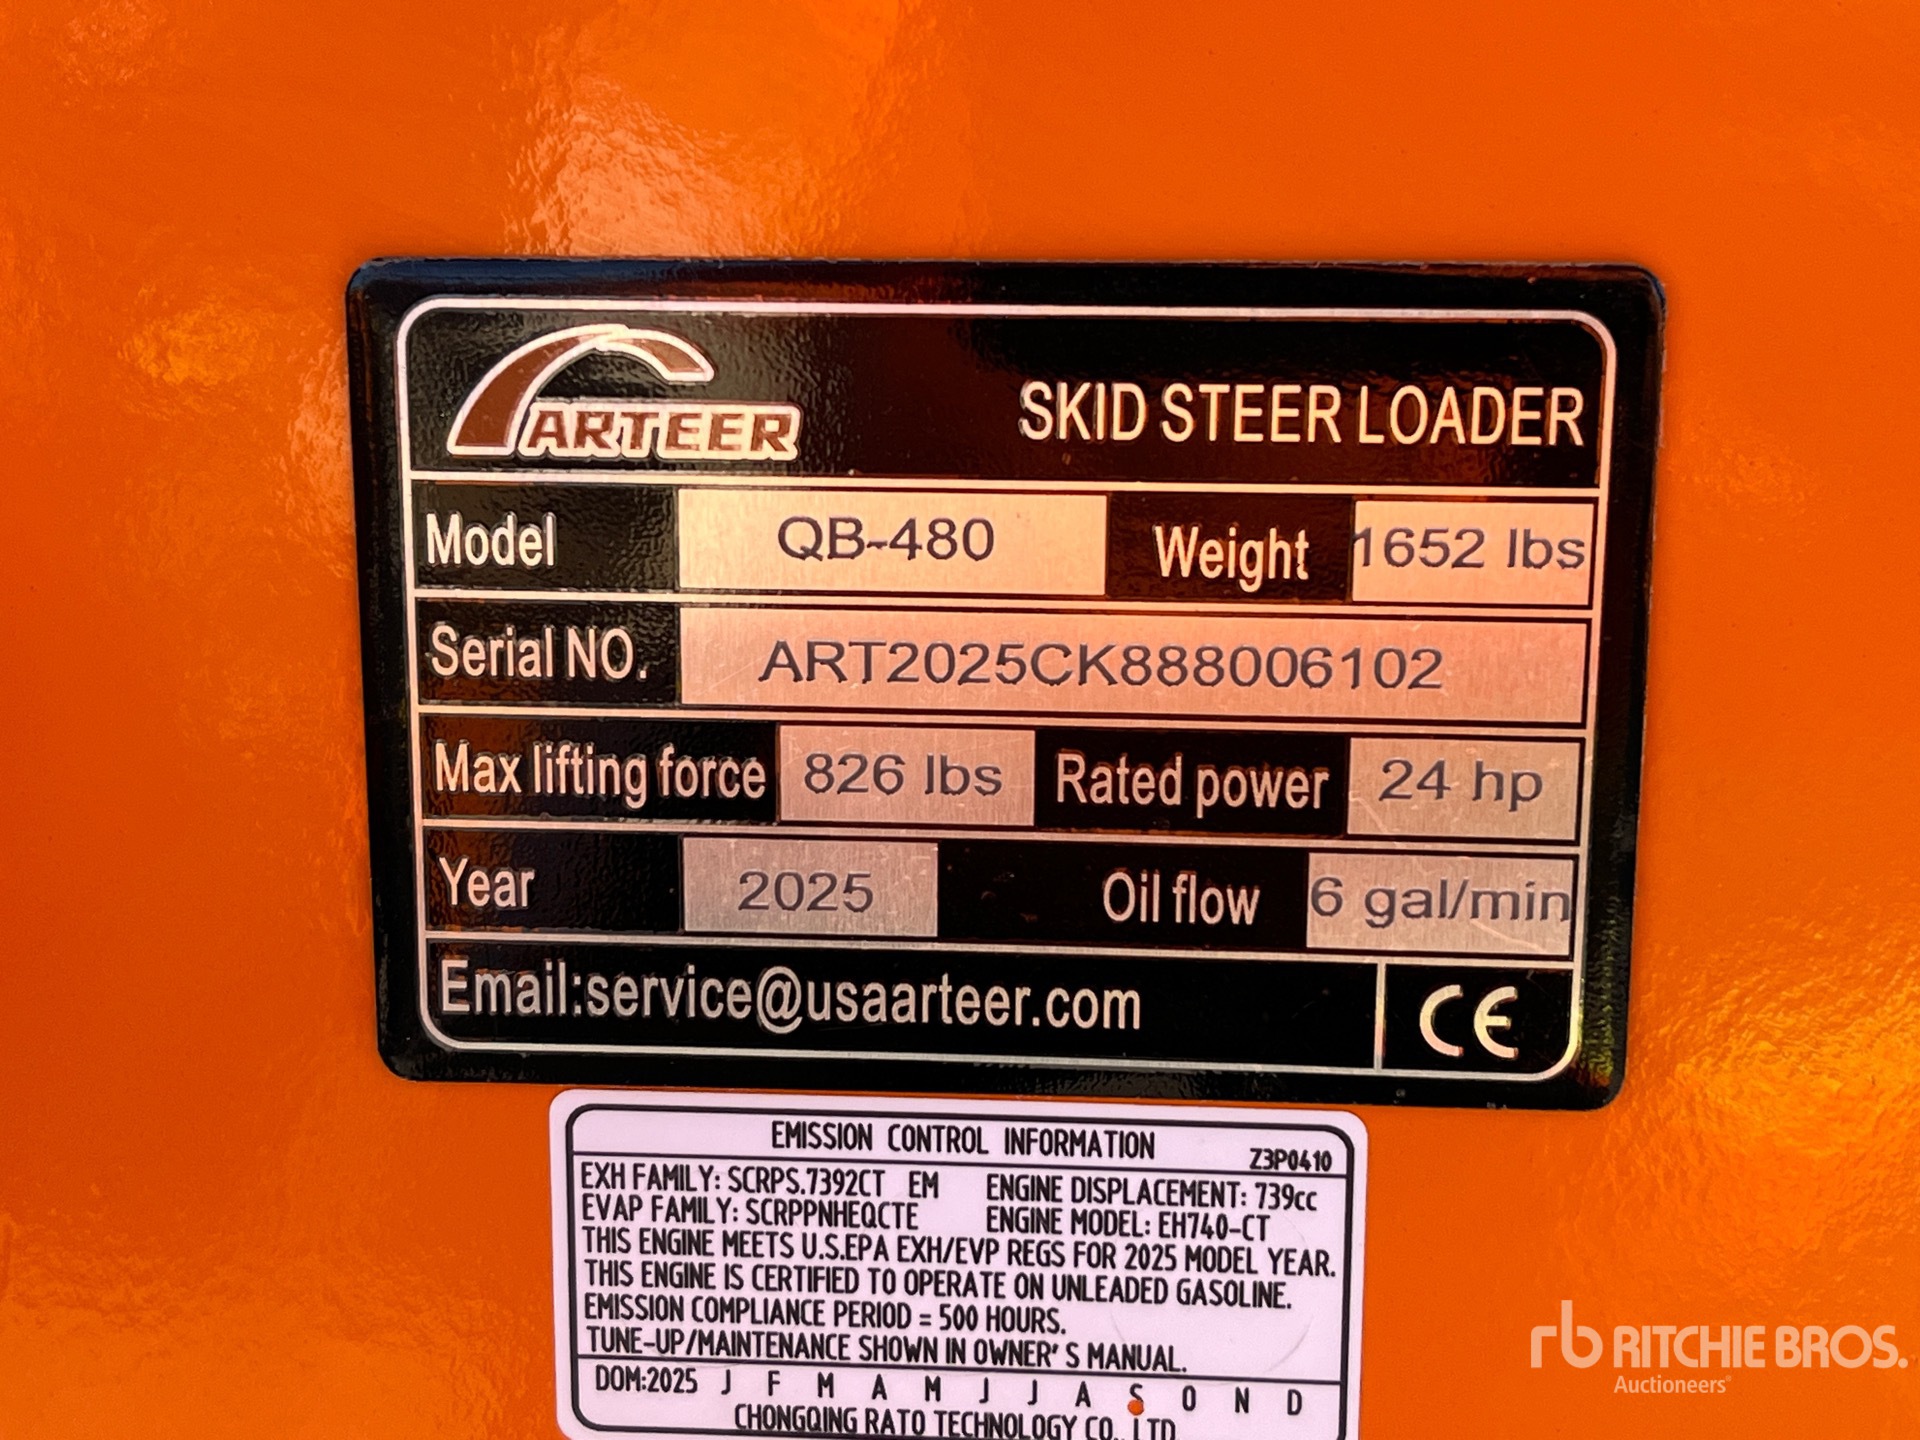 ARTEER
SKID STEER LOADER
Model QB-480 Weight 1652 lbs
Serial NO. ART2025CK888006102
Max lifting force 826 lbs Rated power 24 hp
Year 2025 Oil flow 6 gal/min
Email:service@usaarteer.com CE
EMISSION CONTROL INFORMATION Z3P0410
EXH FAMILY: SCRPS.7392CT EM ENGINE DISPLACEMENT: 739cc
EVAP FAMILY: SCRPPNHEQCTE ENGINE MODEL: EH740-CT
THIS ENGINE MEETS U.S.EPA EXH/EVP REGS FOR 2025 MODEL YEAR.
THIS ENGINE IS CERTIFIED TO OPERATE ON UNLEADED GASOLINE.
EMISSION COMPLIANCE PERIOD = 500 HOURS.
TUNE-UP/MAINTENANCE SHOWN IN OWNER' S MANUAL.
DOM:2025 J F M A M J J A S O N D
CHONGQING RATO TECHNOLOGY CO., LTD.
rb RITCHIE BROS.
Auctioneers